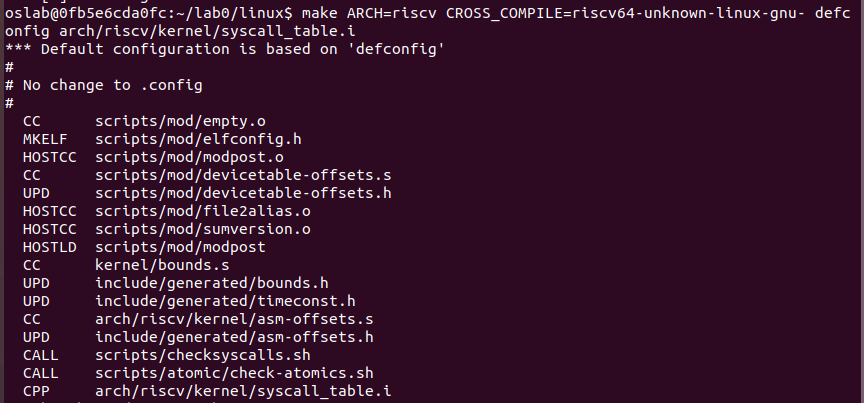 oslab@0fb5e6cda0fc:~/lab0/linux$ make ARCH=riscv CROSS_COMPILE=riscv64-unknown-linux-gnu- defc
onfig arch/riscv/kernel/syscall_table.i
*** Default configuration is based on 'defconfig'
#
# No change to .config
#
CC scripts/mod/empty.o
MKELF scripts/mod/elfconfig.h
HOSTCC scripts/mod/modpost.o
CC scripts/mod/devicetable-offsets.s
UPD scripts/mod/devicetable-offsets.h
HOSTCC scripts/mod/file2alias.o
HOSTCC scripts/mod/sumversion.o
HOSTLD scripts/mod/modpost
CC kernel/bounds.s
UPD include/generated/bounds.h
UPD include/generated/timeconst.h
CC arch/riscv/kernel/asm-offsets.s
UPD include/generated/asm-offsets.h
CALL scripts/checksyscalls.sh
CALL scripts/atomic/check-atomics.sh
CPP arch/riscv/kernel/syscall_table.i